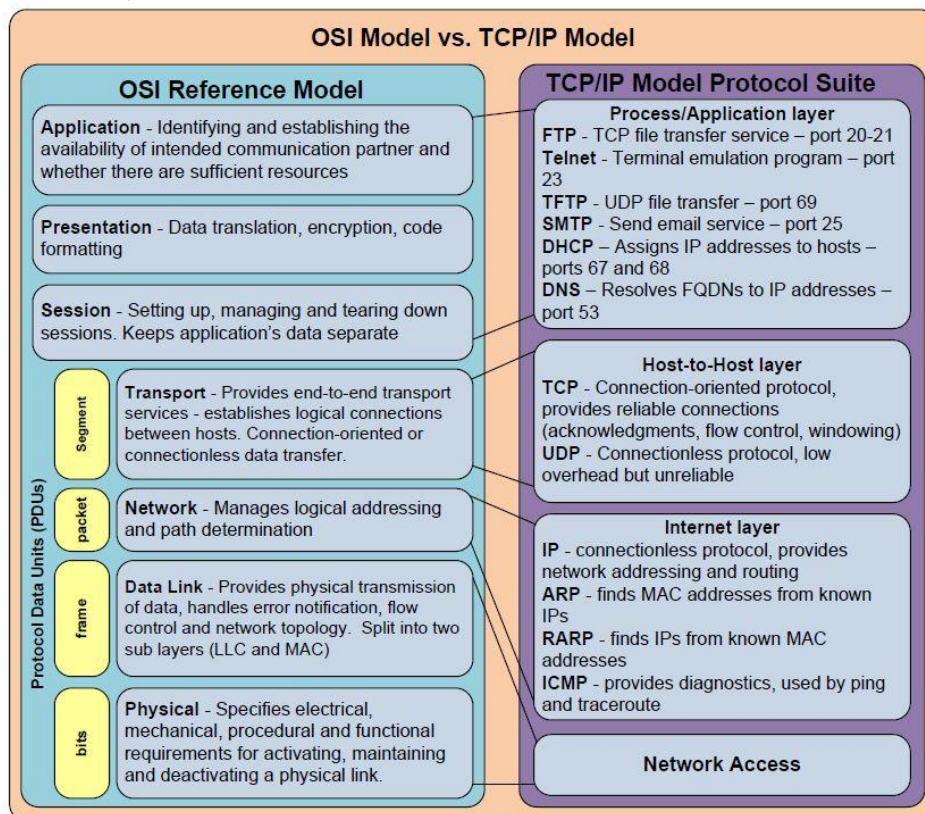 OSI Model vs. TCP/IP Model
OSI Reference Model
Application - Identifying and establishing the
availability of intended communication partner and
whether there are sufficient resources
Presentation - Data translation, encryption, code
formatting
Session - Setting up, managing and tearing down
sessions. Keeps application's data separate
Protocol Data Units (PDUs)
Segment
Transport - Provides end-to-end transport
services - establishes logical connections
between hosts. Connection-oriented or
connectionless data transfer.
packet
Network - Manages logical addressing
and path determination
frame
Data Link - Provides physical transmission
of data, handles error notification, flow
control and network topology. Split into two
sub layers (LLC and MAC)
bits
Physical - Specifies electrical,
mechanical, procedural and functional
requirements for activating, maintaining
and deactivating a physical link.
TCP/IP Model Protocol Suite
Process/Application layer
FTP - TCP file transfer service – port 20-21
Telnet - Terminal emulation program – port
23
TFTP - UDP file transfer – port 69
SMTP - Send email service – port 25
DHCP – Assigns IP addresses to hosts –
ports 67 and 68
DNS – Resolves FQDNs to IP addresses –
port 53
Host-to-Host layer
TCP - Connection-oriented protocol,
provides reliable connections
(acknowledgments, flow control, windowing)
UDP - Connectionless protocol, low
overhead but unreliable
Internet layer
IP - connectionless protocol, provides
network addressing and routing
ARP - finds MAC addresses from known
IPs
RARP - finds IPs from known MAC
addresses
ICMP - provides diagnostics, used by ping
and traceroute
Network Access